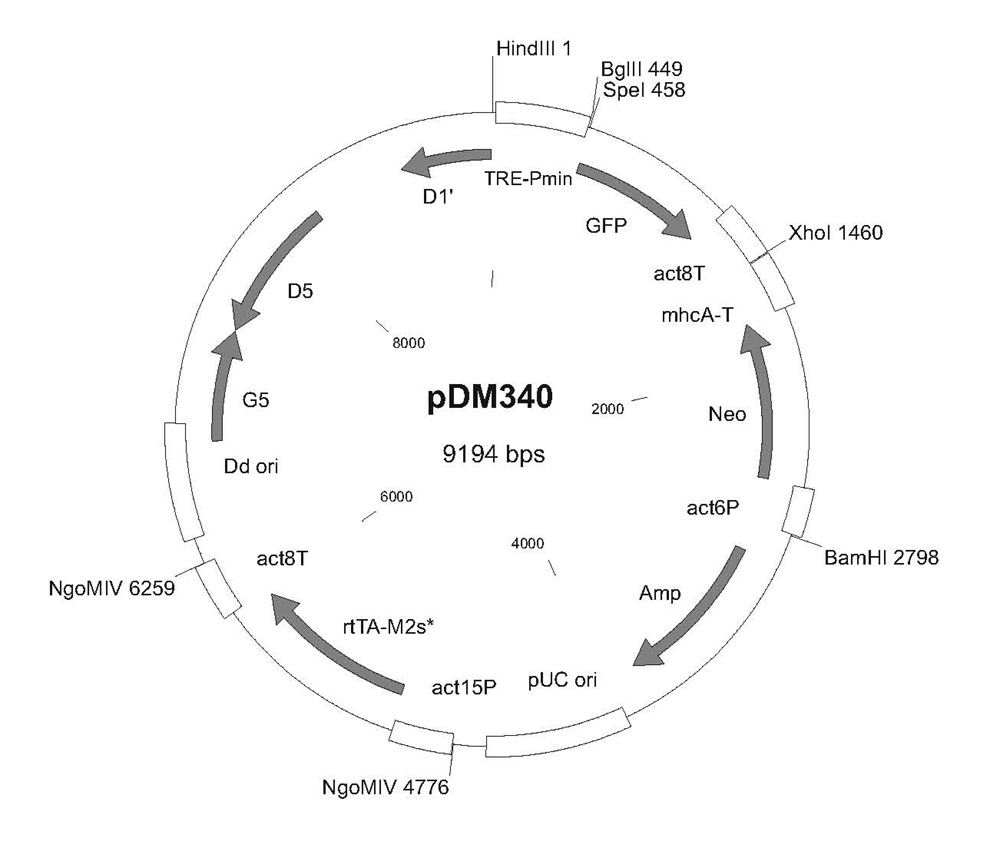 HindIII 1
BglII 449
SpeI 458
TRE-Pmin
D1'
GFP
XhoI 1460
act8T
D5
mhcA-T
8000
pDM340
2000
G5
Neo
9194 bps
Dd ori
6000
act6P
4000
act8T
BamHI 2798
NgoMIV 6259
Amp
rtTA-M2s*
pUC ori
act15P
NgoMIV 4776